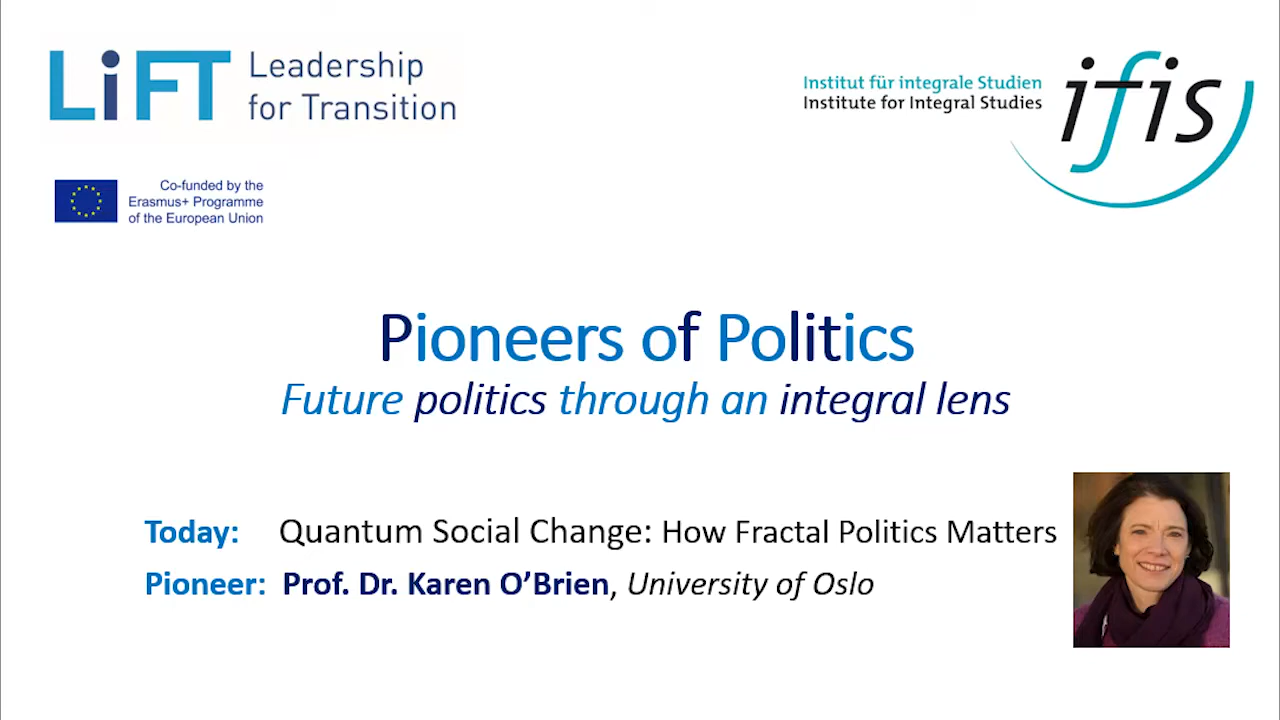 LiFT Leadership
for Transition
Institut für integrale Studien
Institute for Integral Studies
ifis
Co-funded by the
Erasmus+ Programme
of the European Union
Pioneers of Politics
Future politics through an integral lens
Today: Quantum Social Change: How Fractal Politics Matters
Pioneer: Prof. Dr. Karen O’Brien, University of Oslo